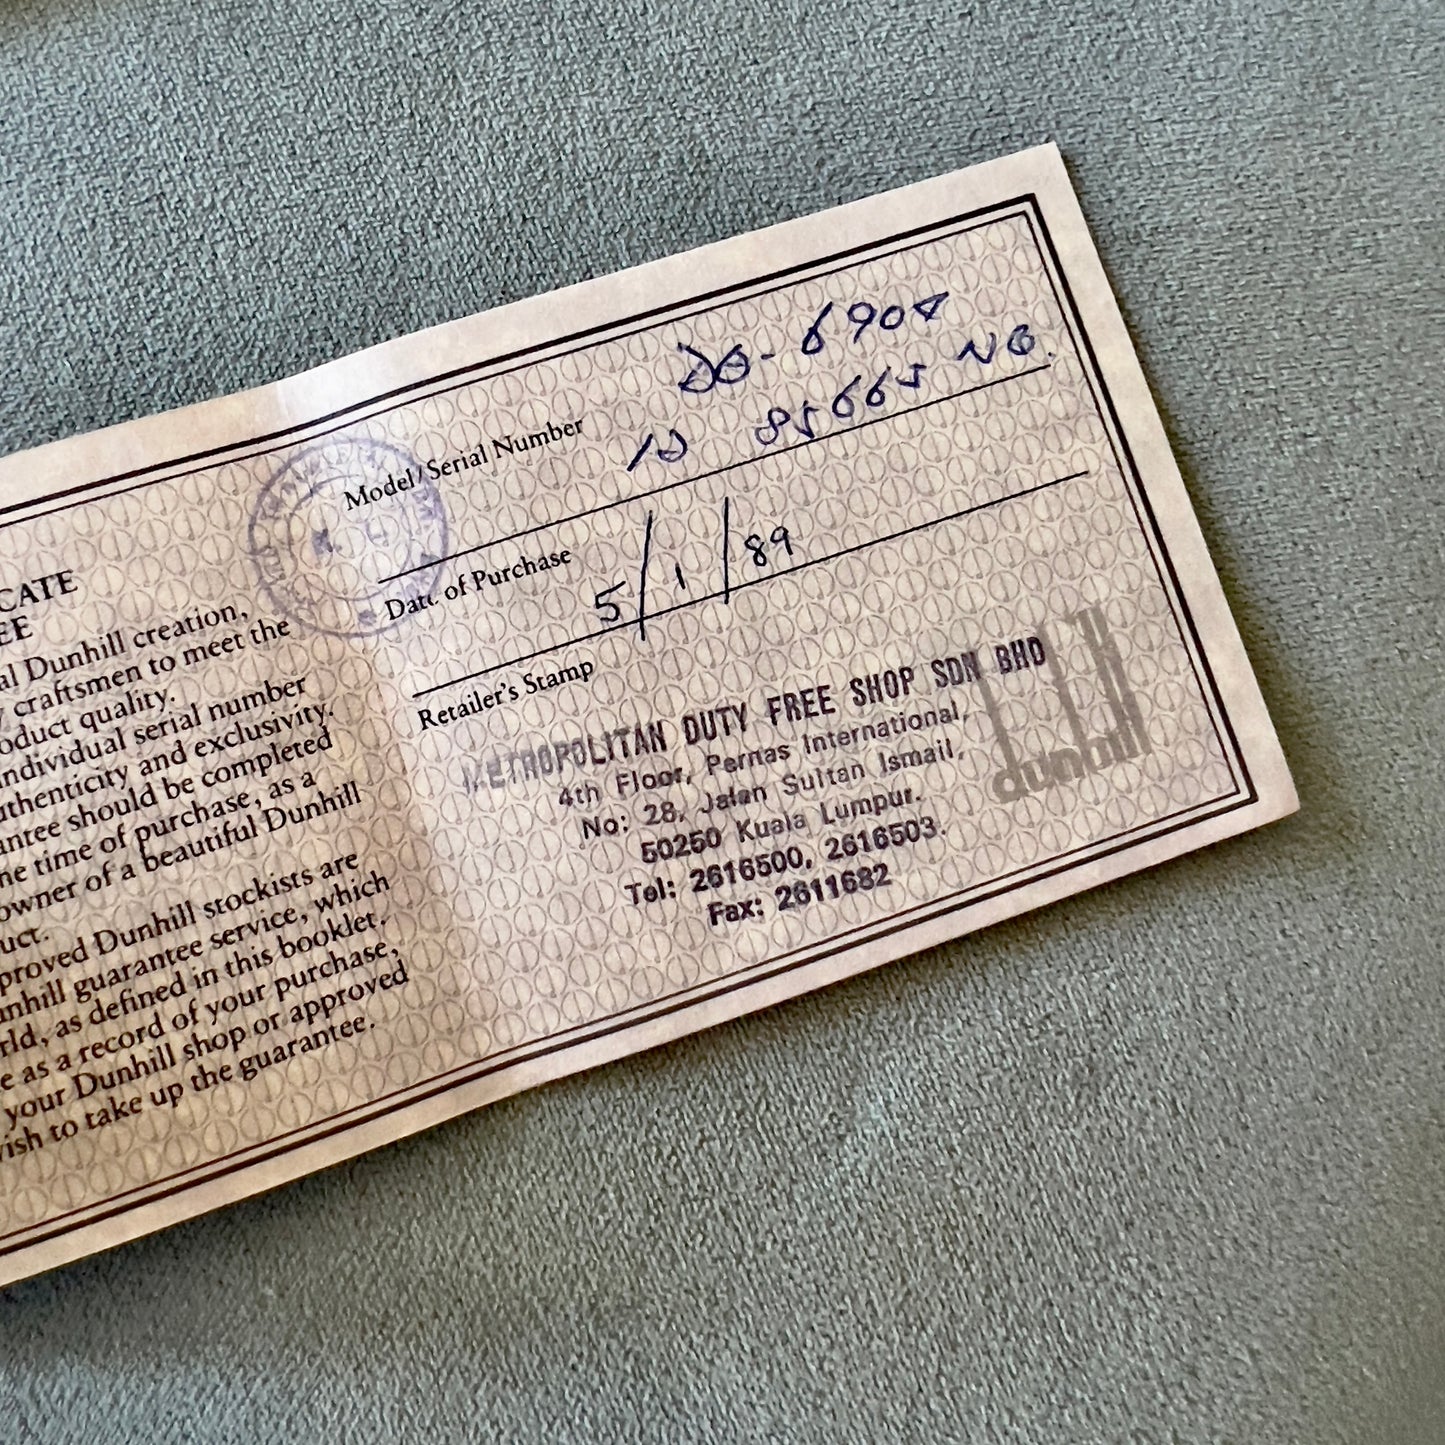 CATE
EE
al Dunhill creation,
craftsmen to meet the
oduct quality.
individual serial number
uthenticity and exclusivity.
antee should be completed
he time of purchase, as a
owner of a beautiful Dunhill
uct.
proved Dunhill stockists are
unhill guarantee service, which
rld, as defined in this booklet.
e as a record of your purchase,
your Dunhill shop or approved
wish to take up the guarantee.
Model/Serial Number
6904
85665 NG.
Date of Purchase
5/1/89
Retailer's Stamp
METROPOLITAN DUTY FREE SHOP SDN BHD
4th Floor, Pernas International,
No: 28, Jalan Sultan Ismail,
50250 Kuala Lumpur.
Tel: 2616500, 2616503.
Fax: 2611682
dunhill